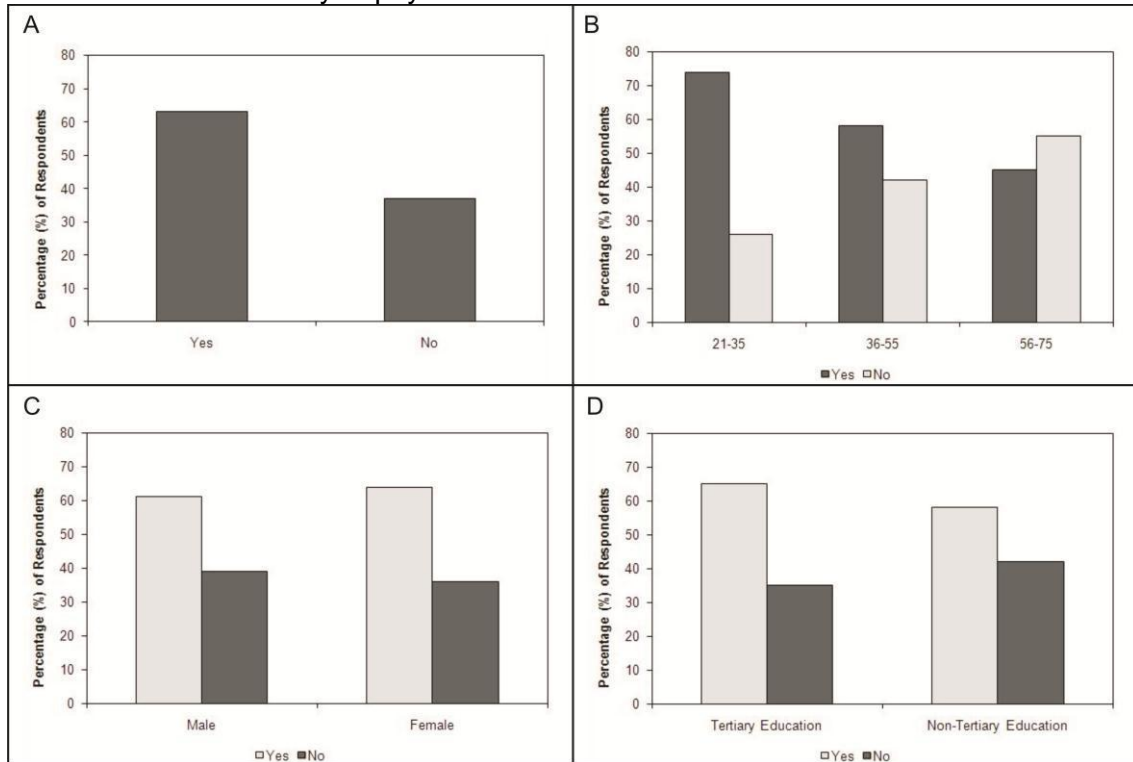 A
Percentage (%) of Respondents
80
70
60
50
40
30
20
10
0
Yes No
B
Percentage (%) of Respondents
80
70
60
50
40
30
20
10
0
21-35 36-55 56-75
Yes No
C
Percentage (%) of Respondents
80
70
60
50
40
30
20
10
0
Male Female
Yes No
D
Percentage (%) of Respondents
80
70
60
50
40
30
20
10
0
Tertiary Education Non-Tertiary Education
Yes No